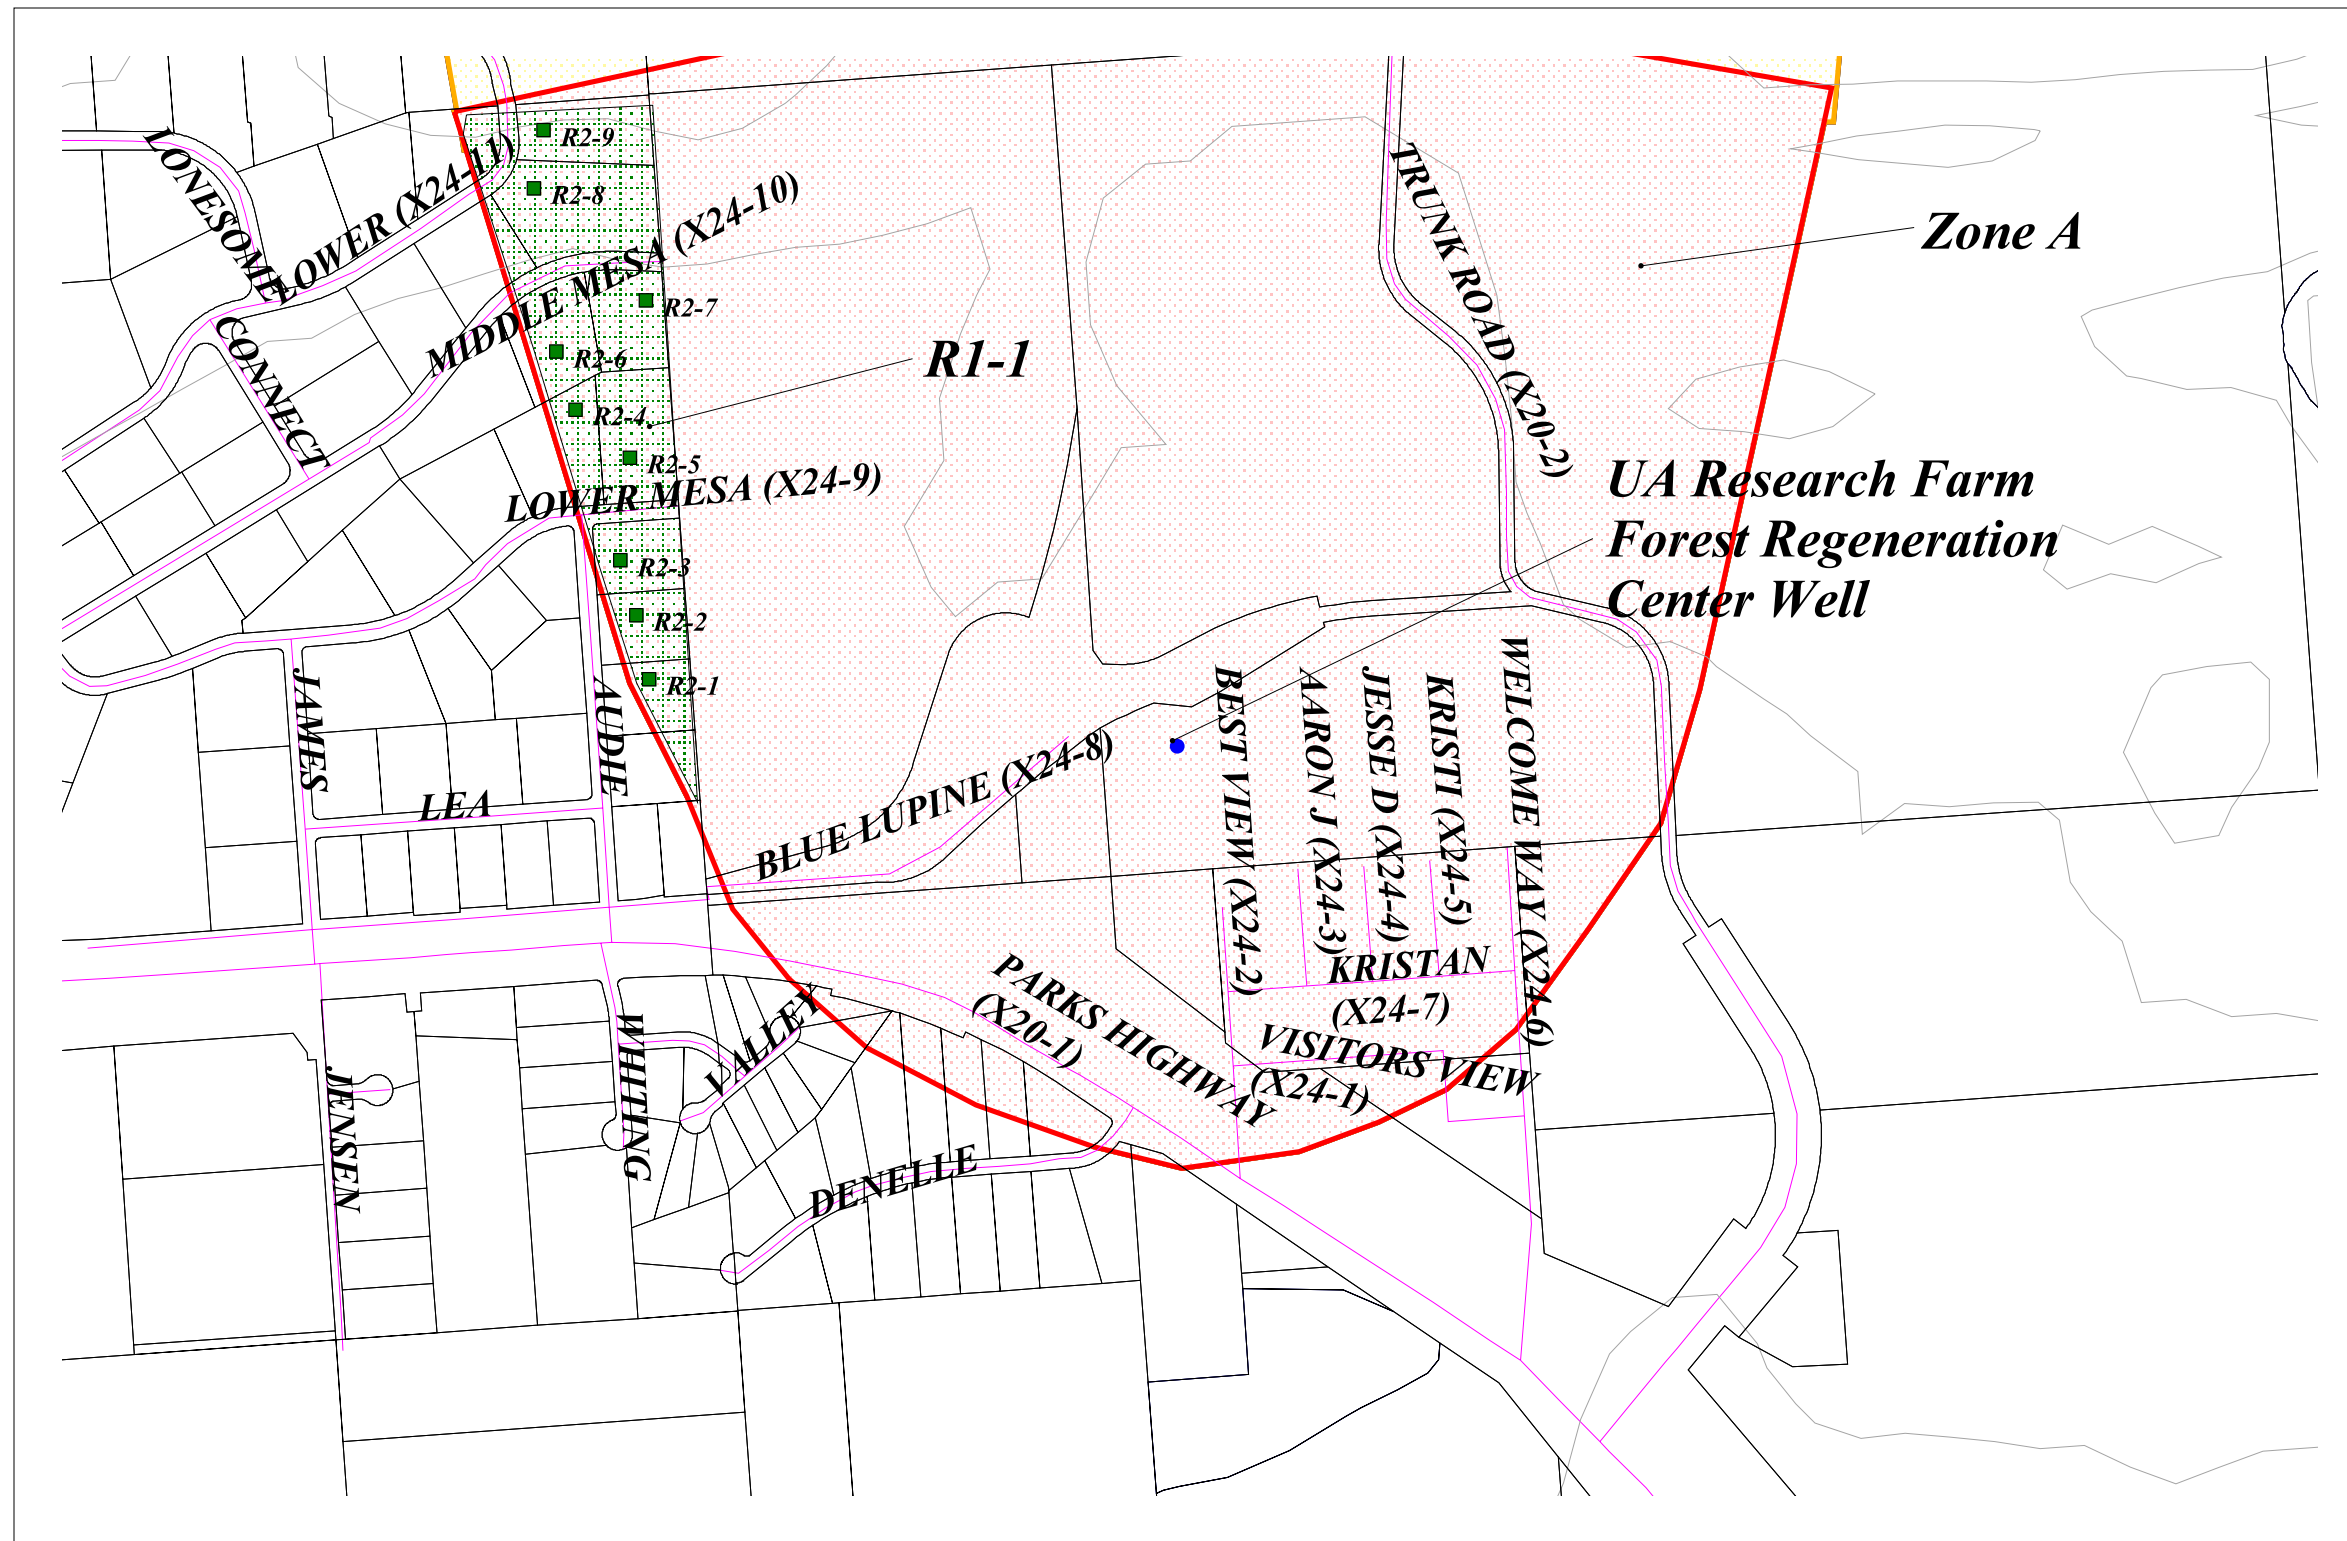 R2-9
LONESOME
LOWER (X24-11)
R2-8
MIDDLE MESA (X24-10)
TRUNK ROAD (X20-2)
Zone A
R2-7
R2-6
R1-1
CONNECT
R2-4
R2-5
LOWER MESA (X24-9)
UA Research Farm
Forest Regeneration
Center Well
R2-3
R2-2
R2-1
JAMES
AUDIE
LEA
BLUE LUPINE (X24-8)
BEST VIEW (X24-2)
AARON J (X24-3)
JESSE D (X24-4)
KRISTI (X24-5)
WELCOME WAY (X24-6)
KRISTAN
(X24-7)
PARKS HIGHWAY
(X20-1)
VISITORS VIEW
(X24-1)
VALLEY
WHITING
JENSEN
DENELLE